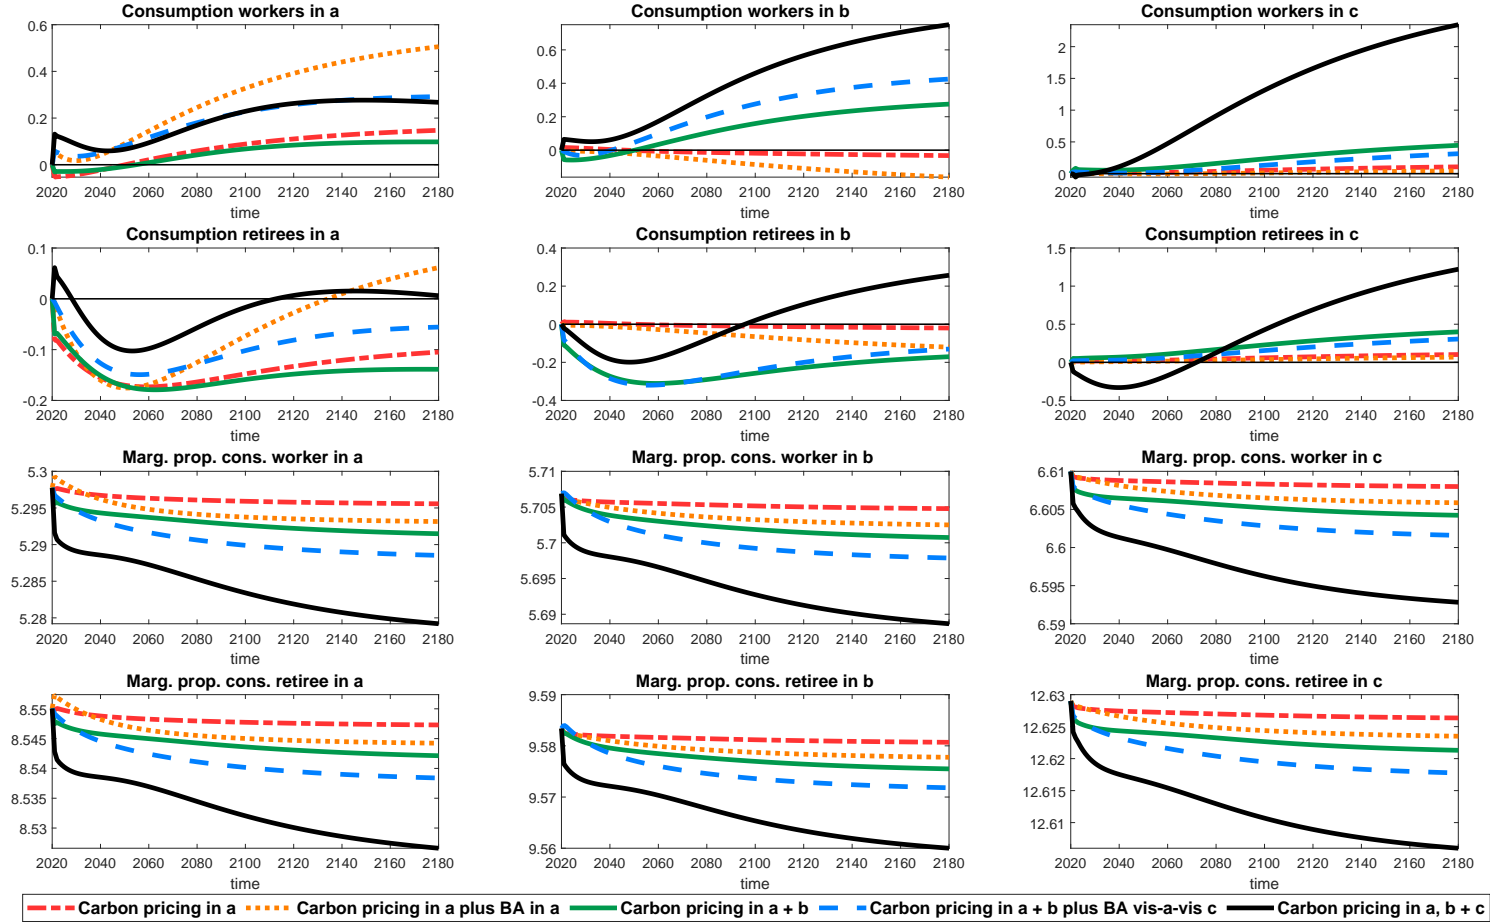 Consumption workers in a
0.6
0.4
0.2
0
2020 2040 2060 2080 2100 2120 2140 2160 2180
time
Consumption workers in b
0.6
0.4
0.2
0
2020 2040 2060 2080 2100 2120 2140 2160 2180
time
Consumption workers in c
2
1.5
1
0.5
0
2020 2040 2060 2080 2100 2120 2140 2160 2180
time
Consumption retirees in a
0.1
0
-0.1
-0.2
2020 2040 2060 2080 2100 2120 2140 2160 2180
time
Consumption retirees in b
0.4
0.2
0
-0.2
-0.4
2020 2040 2060 2080 2100 2120 2140 2160 2180
time
Consumption retirees in c
1.5
1
0.5
0
-0.5
2020 2040 2060 2080 2100 2120 2140 2160 2180
time
Marg. prop. cons. worker in a
5.3
5.295
5.29
5.285
5.28
2020 2040 2060 2080 2100 2120 2140 2160 2180
time
Marg. prop. cons. worker in b
5.71
5.705
5.7
5.695
5.69
2020 2040 2060 2080 2100 2120 2140 2160 2180
time
Marg. prop. cons. worker in c
6.61
6.605
6.6
6.595
6.59
2020 2040 2060 2080 2100 2120 2140 2160 2180
time
Marg. prop. cons. retiree in a
8.55
8.545
8.54
8.535
8.53
2020 2040 2060 2080 2100 2120 2140 2160 2180
time
Marg. prop. cons. retiree in b
9.59
9.58
9.57
9.56
2020 2040 2060 2080 2100 2120 2140 2160 2180
time
Marg. prop. cons. retiree in c
12.63
12.625
12.62
12.615
12.61
2020 2040 2060 2080 2100 2120 2140 2160 2180
time
Carbon pricing in a Carbon pricing in a plus BA in a Carbon pricing in a + b Carbon pricing in a + b plus BA vis-a-vis c Carbon pricing in a, b + c